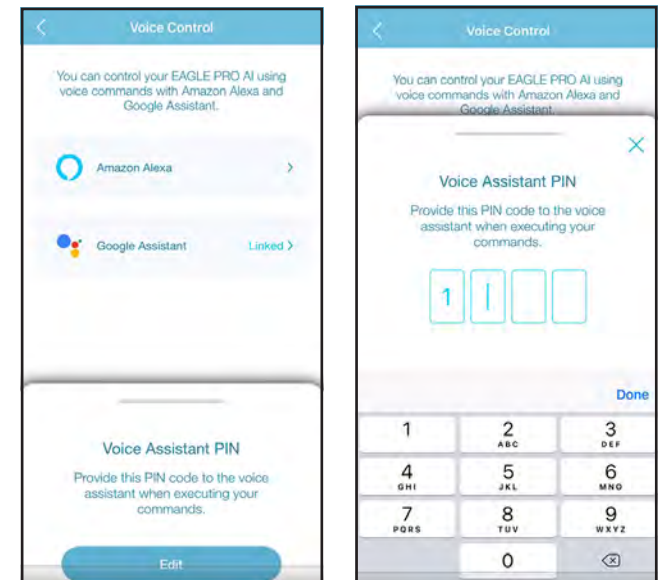 Voice Control
You can control your EAGLE PRO AI using
voice commands with Amazon Alexa and
Google Assistant.
Amazon Alexa
Google Assistant Linked
Voice Assistant PIN
Provide this PIN code to the voice
assistant when executing your
commands.
Edit
Voice Control
You can control your EAGLE PRO AI using
voice commands with Amazon Alexa and
Google Assistant.
Voice Assistant PIN
Provide this PIN code to the voice
assistant when executing your
commands.
1
Done
1 2 3
ABC DEF
4 5 6
GHI JKL MNO
7 8 9
PQRS TUV WXYZ
0